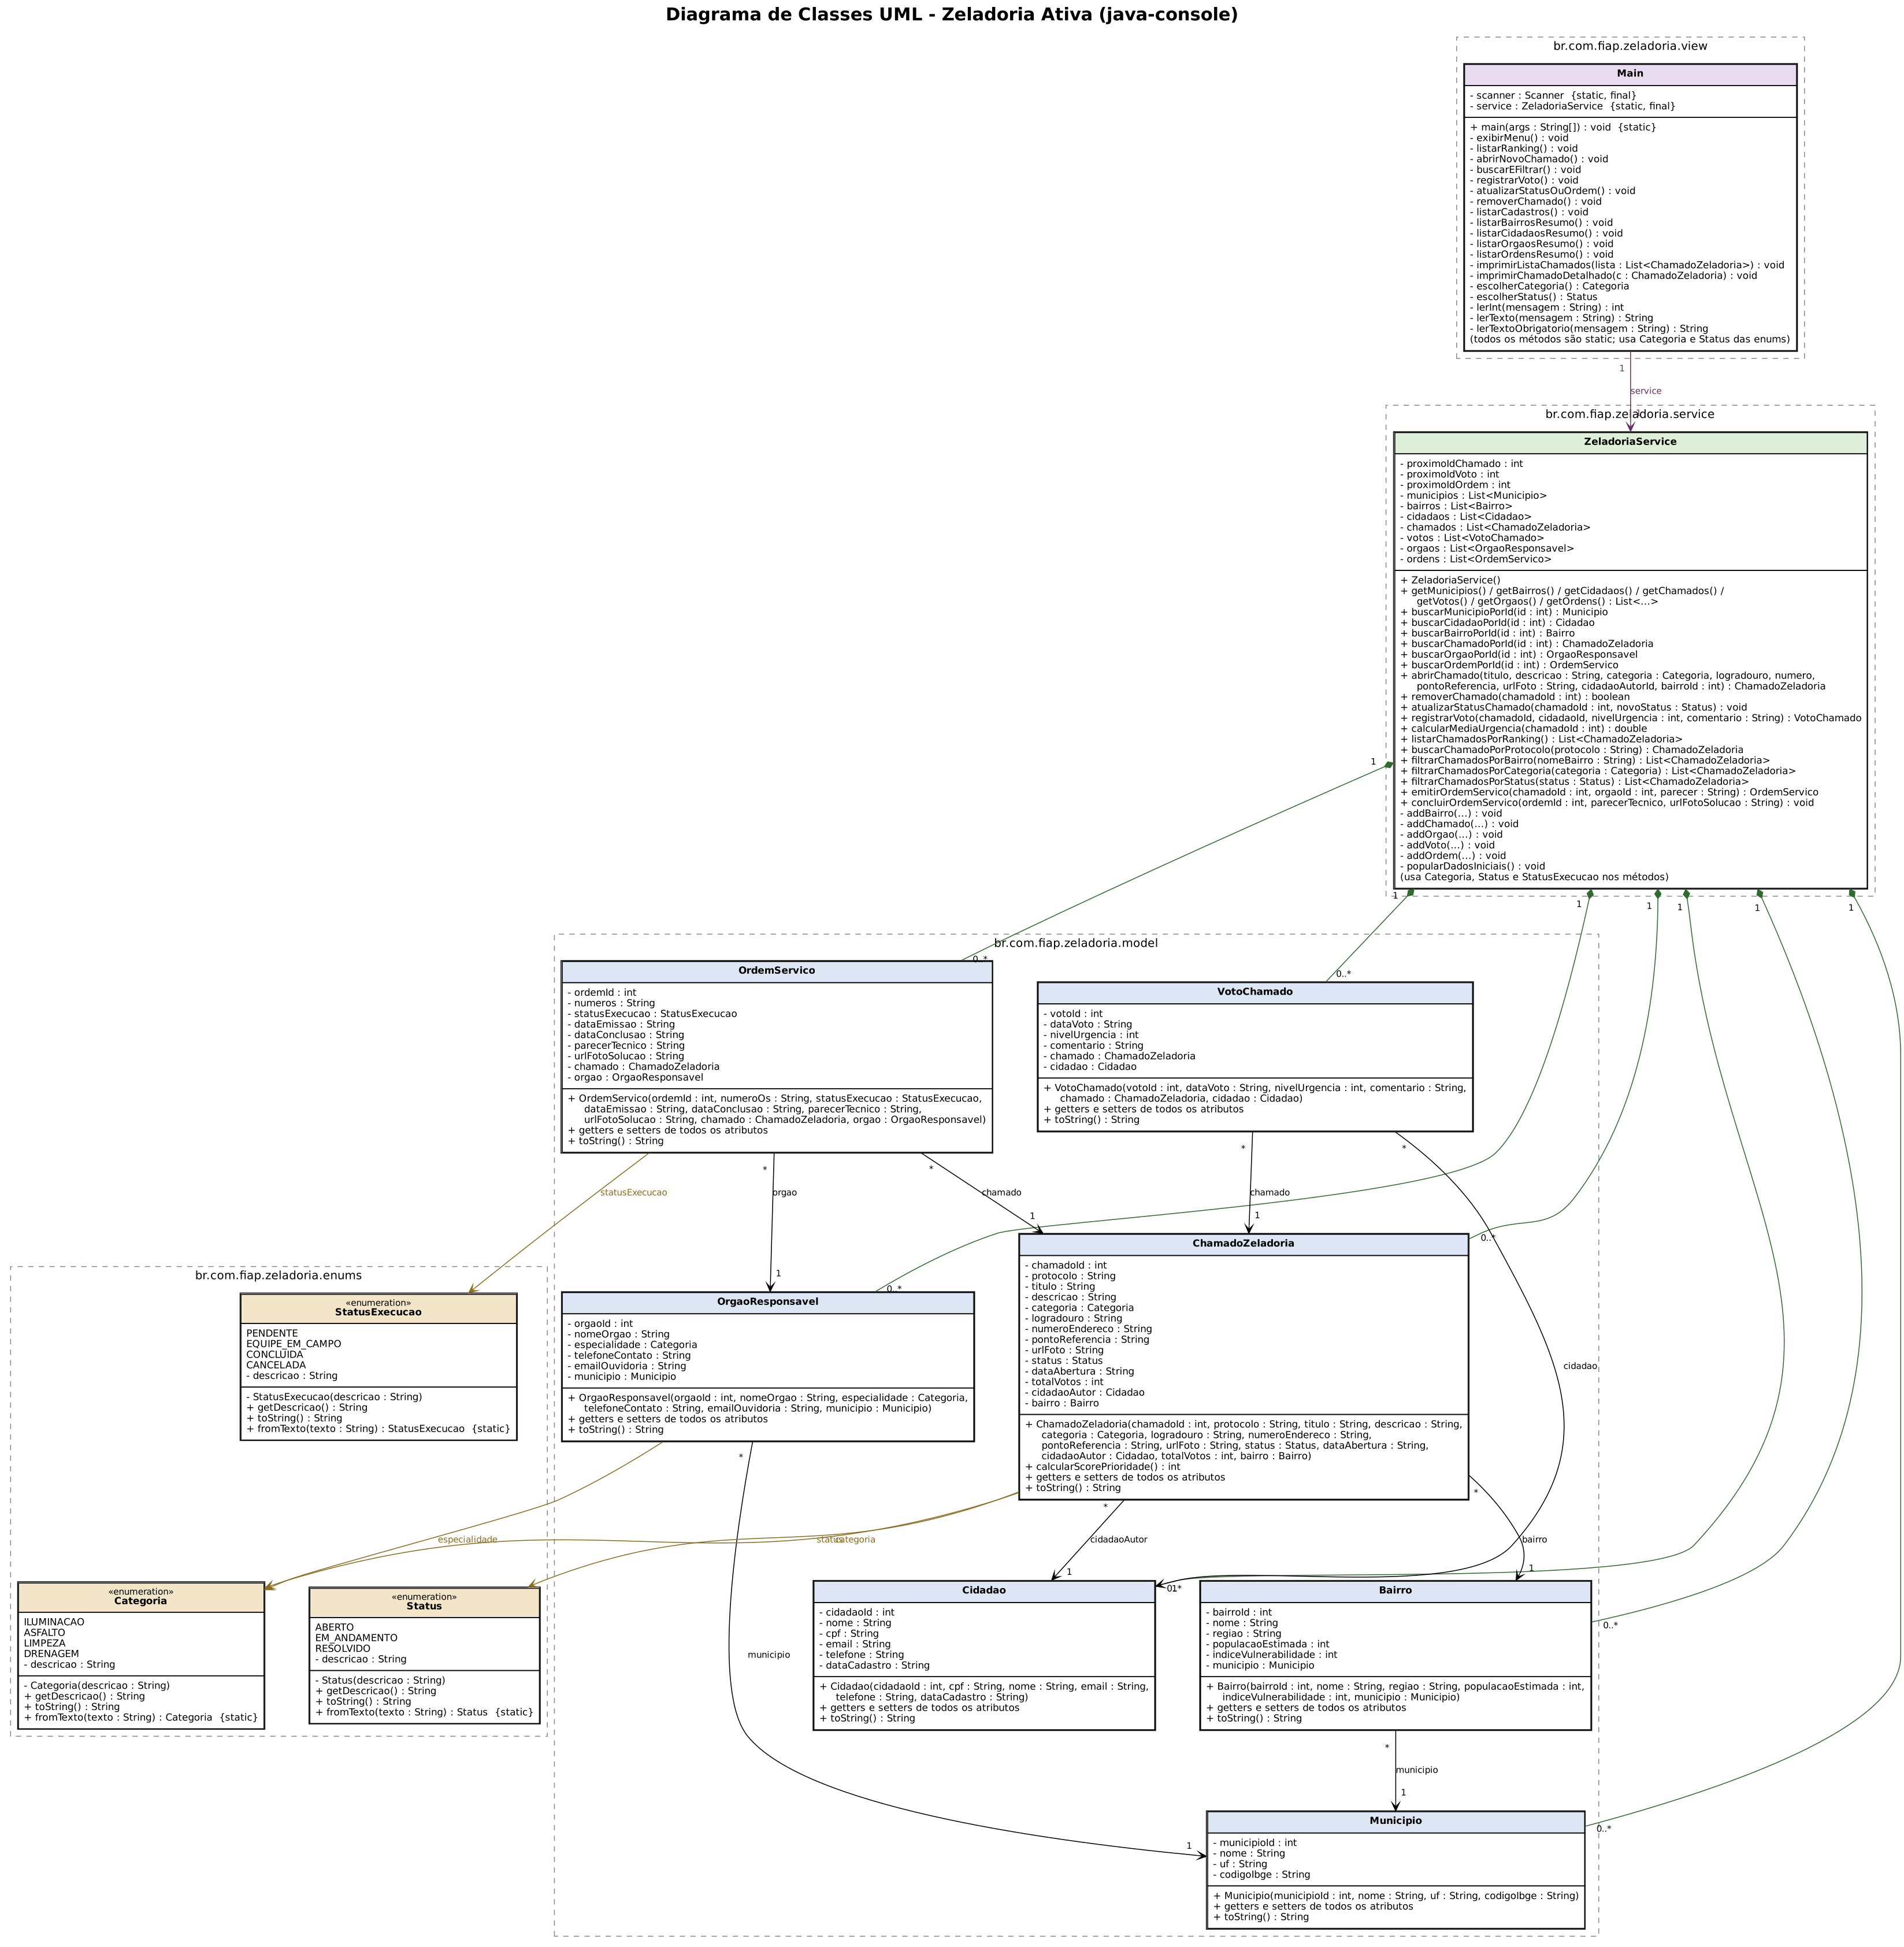 Diagrama de Classes UML - Zeladoria Ativa (java-console)
br.com.fiap.zeladoria.view
Main
- scanner : Scanner  {static, final}
- service : ZeladoriaService  {static, final}
+ main(args : String[]) : void  {static}
- exibirMenu() : void
- listarRanking() : void
- abrirNovoChamado() : void
- buscarEFiltrar() : void
- registrarVoto() : void
- atualizarStatusOuOrdem() : void
- removerChamado() : void
- listarCadastros() : void
- listarBairrosResumo() : void
- listarCidadaosResumo() : void
- listarOrgaosResumo() : void
- listarOrdensResumo() : void
- imprimirListaChamados(lista : List<ChamadoZeladoria>) : void
- imprimirChamadoDetalhado(c : ChamadoZeladoria) : void
- escolherCategoria() : Categoria
- escolherStatus() : Status
- lerInt(mensagem : String) : int
- lerTexto(mensagem : String) : String
- lerTextoObrigatorio(mensagem : String) : String
(todos os métodos são static; usa Categoria e Status das enums)
1
service
br.com.fiap.zeladoria.service
ZeladoriaService
- proximoIdChamado : int
- proximoIdVoto : int
- proximoIdOrdem : int
- municipios : List<Municipio>
- bairros : List<Bairro>
- cidadaos : List<Cidadao>
- chamados : List<ChamadoZeladoria>
- votos : List<VotoChamado>
- orgaos : List<OrgaoResponsavel>
- ordens : List<OrdemServico>
+ ZeladoriaService()
+ getMunicipios() / getBairros() / getCidadaos() / getChamados() /
getVotos() / getOrgaos() / getOrdens() : List<...>
+ buscarMunicipioPorId(id : int) : Municipio
+ buscarCidadaoPorId(id : int) : Cidadao
+ buscarBairroPorId(id : int) : Bairro
+ buscarChamadoPorId(id : int) : ChamadoZeladoria
+ buscarOrgaoPorId(id : int) : OrgaoResponsavel
+ buscarOrdemPorId(id : int) : OrdemServico
+ abrirChamado(titulo, descricao : String, categoria : Categoria, logradouro, numero,
pontoReferencia, urlFoto : String, cidadaoAutorId, bairroId : int) : ChamadoZeladoria
+ removerChamado(chamadoId : int) : boolean
+ atualizarStatusChamado(chamadoId : int, novoStatus : Status) : void
+ registrarVoto(chamadoId, cidadaoId, nivelUrgencia : int, comentario : String) : VotoChamado
+ calcularMediaUrgencia(chamadoId : int) : double
+ listarChamadosPorRanking() : List<ChamadoZeladoria>
+ buscarChamadoPorProtocolo(protocolo : String) : ChamadoZeladoria
+ filtrarChamadosPorBairro(nomeBairro : String) : List<ChamadoZeladoria>
+ filtrarChamadosPorCategoria(categoria : Categoria) : List<ChamadoZeladoria>
+ filtrarChamadosPorStatus(status : Status) : List<ChamadoZeladoria>
+ emitirOrdemServico(chamadoId : int, orgaoId : int, parecer : String) : OrdemServico
+ concluirOrdemServico(ordemId : int, parecerTecnico, urlFotoSolucao : String) : void
- addBairro(...) : void
- addChamado(...) : void
- addOrgao(...) : void
- addVoto(...) : void
- addOrdem(...) : void
- popularDadosIniciais() : void
(usa Categoria, Status e StatusExecucao nos métodos)
1
1
1
1
1
1
1
br.com.fiap.zeladoria.model
0..*
0..*
OrdemServico
- ordemId : int
- numeros : String
- statusExecucao : StatusExecucao
- dataEmissao : String
- dataConclusao : String
- parecerTecnico : String
- urlFotoSolucao : String
- chamado : ChamadoZeladoria
- orgao : OrgaoResponsavel
+ OrdemServico(ordemId : int, numeroOs : String, statusExecucao : StatusExecucao,
dataEmissao : String, dataConclusao : String, parecerTecnico : String,
urlFotoSolucao : String, chamado : ChamadoZeladoria, orgao : OrgaoResponsavel)
+ getters e setters de todos os atributos
+ toString() : String
VotoChamado
- votoId : int
- dataVoto : String
- nivelUrgencia : int
- comentario : String
- chamado : ChamadoZeladoria
- cidadao : Cidadao
+ VotoChamado(votoId : int, dataVoto : String, nivelUrgencia : int, comentario : String,
chamado : ChamadoZeladoria, cidadao : Cidadao)
+ getters e setters de todos os atributos
+ toString() : String
*
*
*
*
statusExecucao
orgao
chamado
chamado
1
1
1
0..*
0..*
cidadao
br.com.fiap.zeladoria.enums
«enumeration»
StatusExecucao
PENDENTE
EQUIPE_EM_CAMPO
CONCLUIDA
CANCELADA
- descricao : String
- StatusExecucao(descricao : String)
+ getDescricao() : String
+ toString() : String
+ fromTexto(texto : String) : StatusExecucao  {static}
OrgaoResponsavel
- orgaoId : int
- nomeOrgao : String
- especialidade : Categoria
- telefoneContato : String
- emailOuvidoria : String
- municipio : Municipio
+ OrgaoResponsavel(orgaoId : int, nomeOrgao : String, especialidade : Categoria,
telefoneContato : String, emailOuvidoria : String, municipio : Municipio)
+ getters e setters de todos os atributos
+ toString() : String
ChamadoZeladoria
- chamadoId : int
- protocolo : String
- titulo : String
- descricao : String
- categoria : Categoria
- logradouro : String
- numeroEndereco : String
- pontoReferencia : String
- urlFoto : String
- status : Status
- dataAbertura : String
- totalVotos : int
- cidadaoAutor : Cidadao
- bairro : Bairro
+ ChamadoZeladoria(chamadoId : int, protocolo : String, titulo : String, descricao : String,
categoria : Categoria, logradouro : String, numeroEndereco : String,
pontoReferencia : String, urlFoto : String, status : Status, dataAbertura : String,
cidadaoAutor : Cidadao, totalVotos : int, bairro : Bairro)
+ calcularScorePrioridade() : int
+ getters e setters de todos os atributos
+ toString() : String
*
*
*
especialidade
status
categoria
cidadaoAutor
bairro
1
1
0..*
municipio
«enumeration»
Categoria
ILUMINACAO
ASFALTO
LIMPEZA
DRENAGEM
- descricao : String
- Categoria(descricao : String)
+ getDescricao() : String
+ toString() : String
+ fromTexto(texto : String) : Categoria  {static}
«enumeration»
Status
ABERTO
EM_ANDAMENTO
RESOLVIDO
- descricao : String
- Status(descricao : String)
+ getDescricao() : String
+ toString() : String
+ fromTexto(texto : String) : Status  {static}
Cidadao
- cidadaoId : int
- nome : String
- cpf : String
- email : String
- telefone : String
- dataCadastro : String
+ Cidadao(cidadaoId : int, cpf : String, nome : String, email : String,
telefone : String, dataCadastro : String)
+ getters e setters de todos os atributos
+ toString() : String
Bairro
- bairroId : int
- nome : String
- regiao : String
- populacaoEstimada : int
- indiceVulnerabilidade : int
- municipio : Municipio
+ Bairro(bairroId : int, nome : String, regiao : String, populacaoEstimada : int,
indiceVulnerabilidade : int, municipio : Municipio)
+ getters e setters de todos os atributos
+ toString() : String
*
municipio
1
1
0..*
Municipio
- municipioId : int
- nome : String
- uf : String
- codigoIbge : String
+ Municipio(municipioId : int, nome : String, uf : String, codigoIbge : String)
+ getters e setters de todos os atributos
+ toString() : String